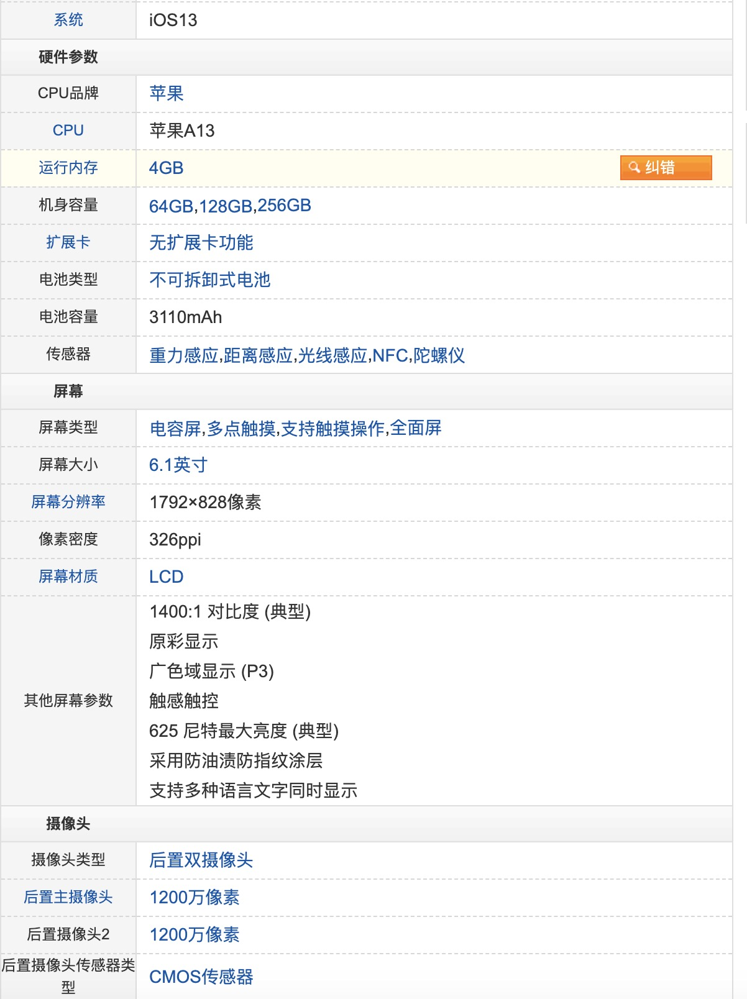 系统 iOS13
硬件参数
CPU品牌 苹果
CPU 苹果A13
运行内存 4GB 纠错
机身容量 64GB,128GB,256GB
扩展卡 无扩展卡功能
电池类型 不可拆卸式电池
电池容量 3110mAh
传感器 重力感应,距离感应,光线感应,NFC,陀螺仪
屏幕
屏幕类型 电容屏,多点触摸,支持触摸操作,全面屏
屏幕大小 6.1英寸
屏幕分辨率 1792×828像素
像素密度 326ppi
屏幕材质 LCD
其他屏幕参数
1400:1 对比度 (典型)
原彩显示
广色域显示 (P3)
触感触控
625 尼特最大亮度 (典型)
采用防油渍防指纹涂层
支持多种语言文字同时显示
摄像头
摄像头类型 后置双摄像头
后置主摄像头 1200万像素
后置摄像头2 1200万像素
后置摄像头传感器类
型 CMOS传感器